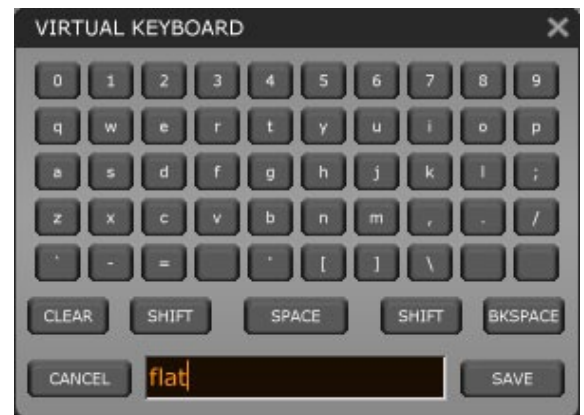 VIRTUAL KEYBOARD
0 1 2 3 4 5 6 7 8 9
q w e r t y u i o p
a s d f g h j k l ;
z x c v b n m , . /
` - = ' [ ] \
CLEAR SHIFT SPACE SHIFT BKSPACE
CANCEL flat SAVE